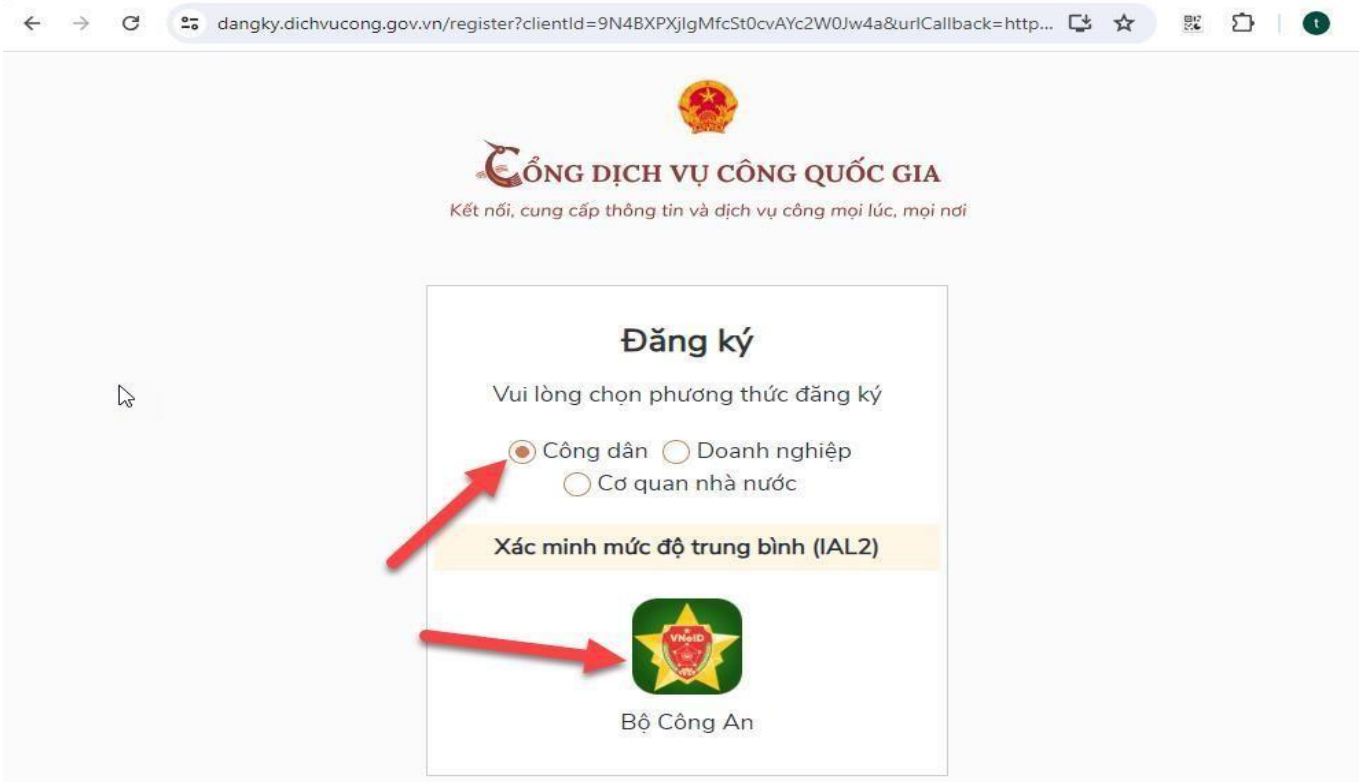 dangky.dichvucong.gov.vn/register?clientId=9N4BXPXjIgMfcSt0cvAYc2W0Jw4a&urlCallback=http...
t
CỔNG DỊCH VỤ CÔNG QUỐC GIA
Kết nối, cung cấp thông tin và dịch vụ công mọi lúc, mọi nơi
Đăng ký
Vui lòng chọn phương thức đăng ký
Công dân Doanh nghiệp
Cơ quan nhà nước
Xác minh mức độ trung bình (IAL2)
VNeID
Bộ Công An